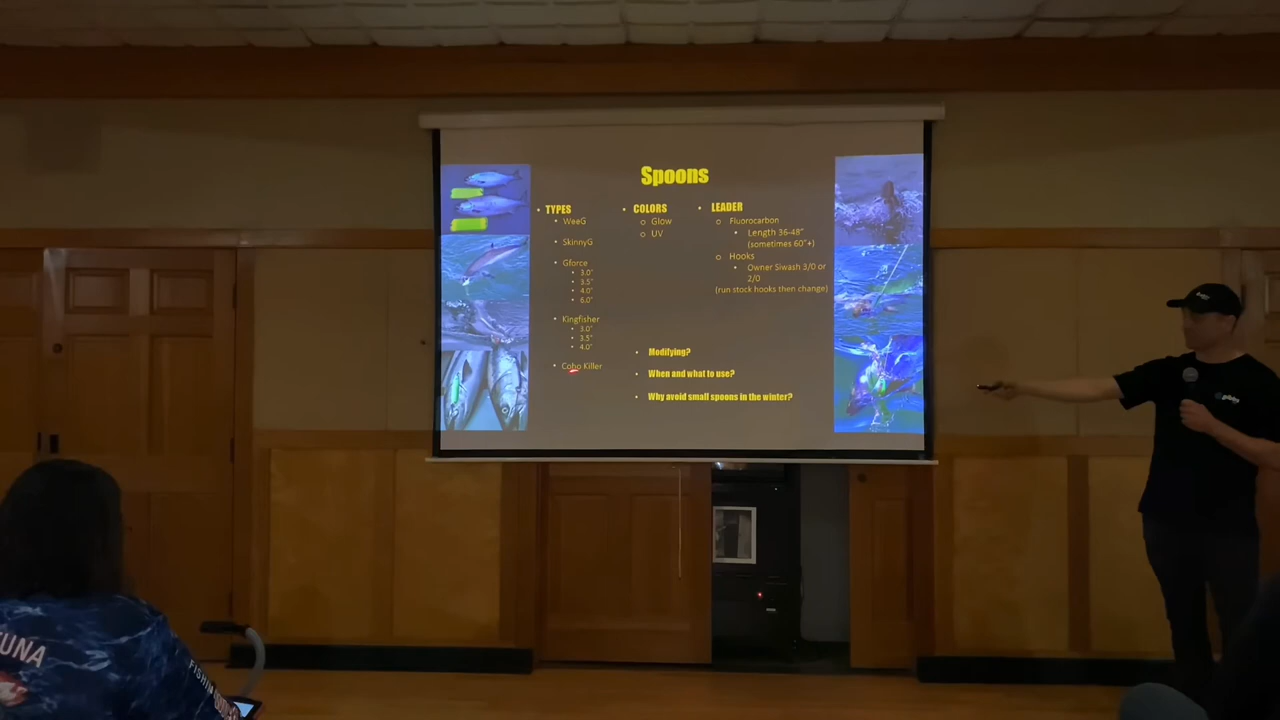 Spoons
• TYPES
• WeeG
• SkinnyG
• Gforce
• 3.0"
• 3.5"
• 4.0"
• 6.0"
• Kingfisher
• 3.0"
• 3.5"
• 4.0"
• Coho Killer
• COLORS
o Glow
o UV
• LEADER
o Fluorocarbon
• Length 36-48"
(sometimes 60"+)
o Hooks
• Owner Siwash 3/0 or
2/0
(run stock hooks then change)
• Modifying?
• When and what to use?
• Why avoid small spoons in the winter?
TUNA